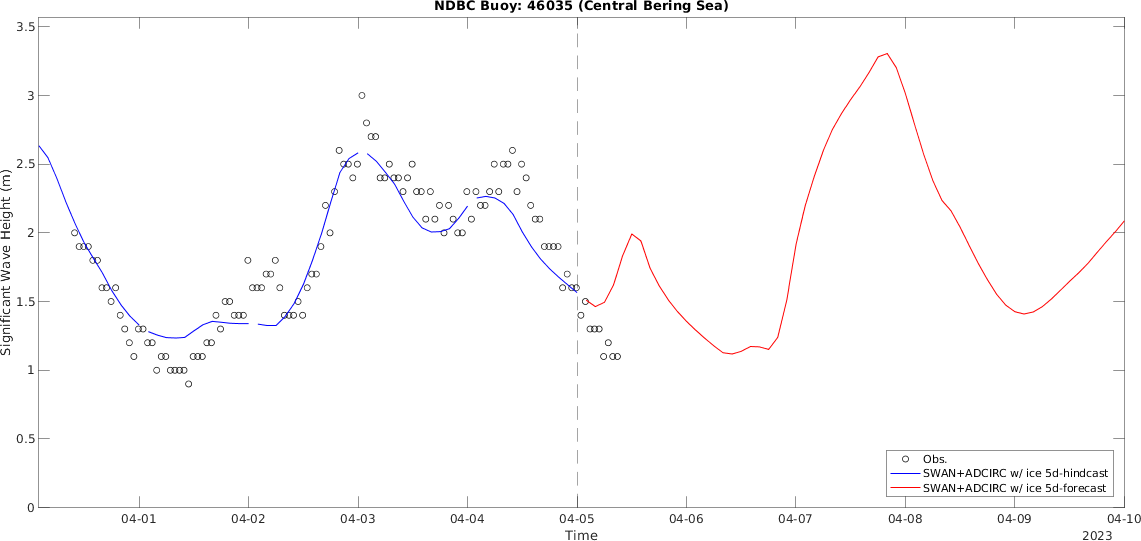 NDBC Buoy: 46035 (Central Bering Sea)
3.5
3
2.5
2
1.5
1
0.5
0
Significant Wave Height (m)
Obs.
SWAN+ADCIRC w/ ice 5d-hindcast
SWAN+ADCIRC w/ ice 5d-forecast
04-01 04-02 04-03 04-04 04-05 04-06 04-07 04-08 04-09 04-10
Time
2023